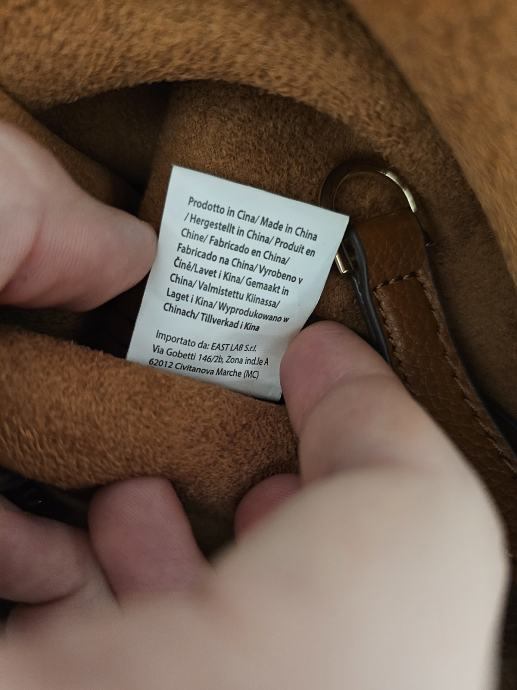 Prodotto in Cina/ Made in China
/ Hergestellt in China/ Produit en
Chine/ Fabricado en China/
Fabricado na China/ Vyrobeno v
Číně/ Lavet i Kina/ Gemaakt in
China/ Valmistettu Kiinassa/
Laget i Kina/ Wyprodukowano w
Chinach/ Tillverkad i Kina
Importato da: EAST LAB S.r.l.
Via Gobetti 146/2b, Zona ind.le A
62012 Civitanova Marche (MC)